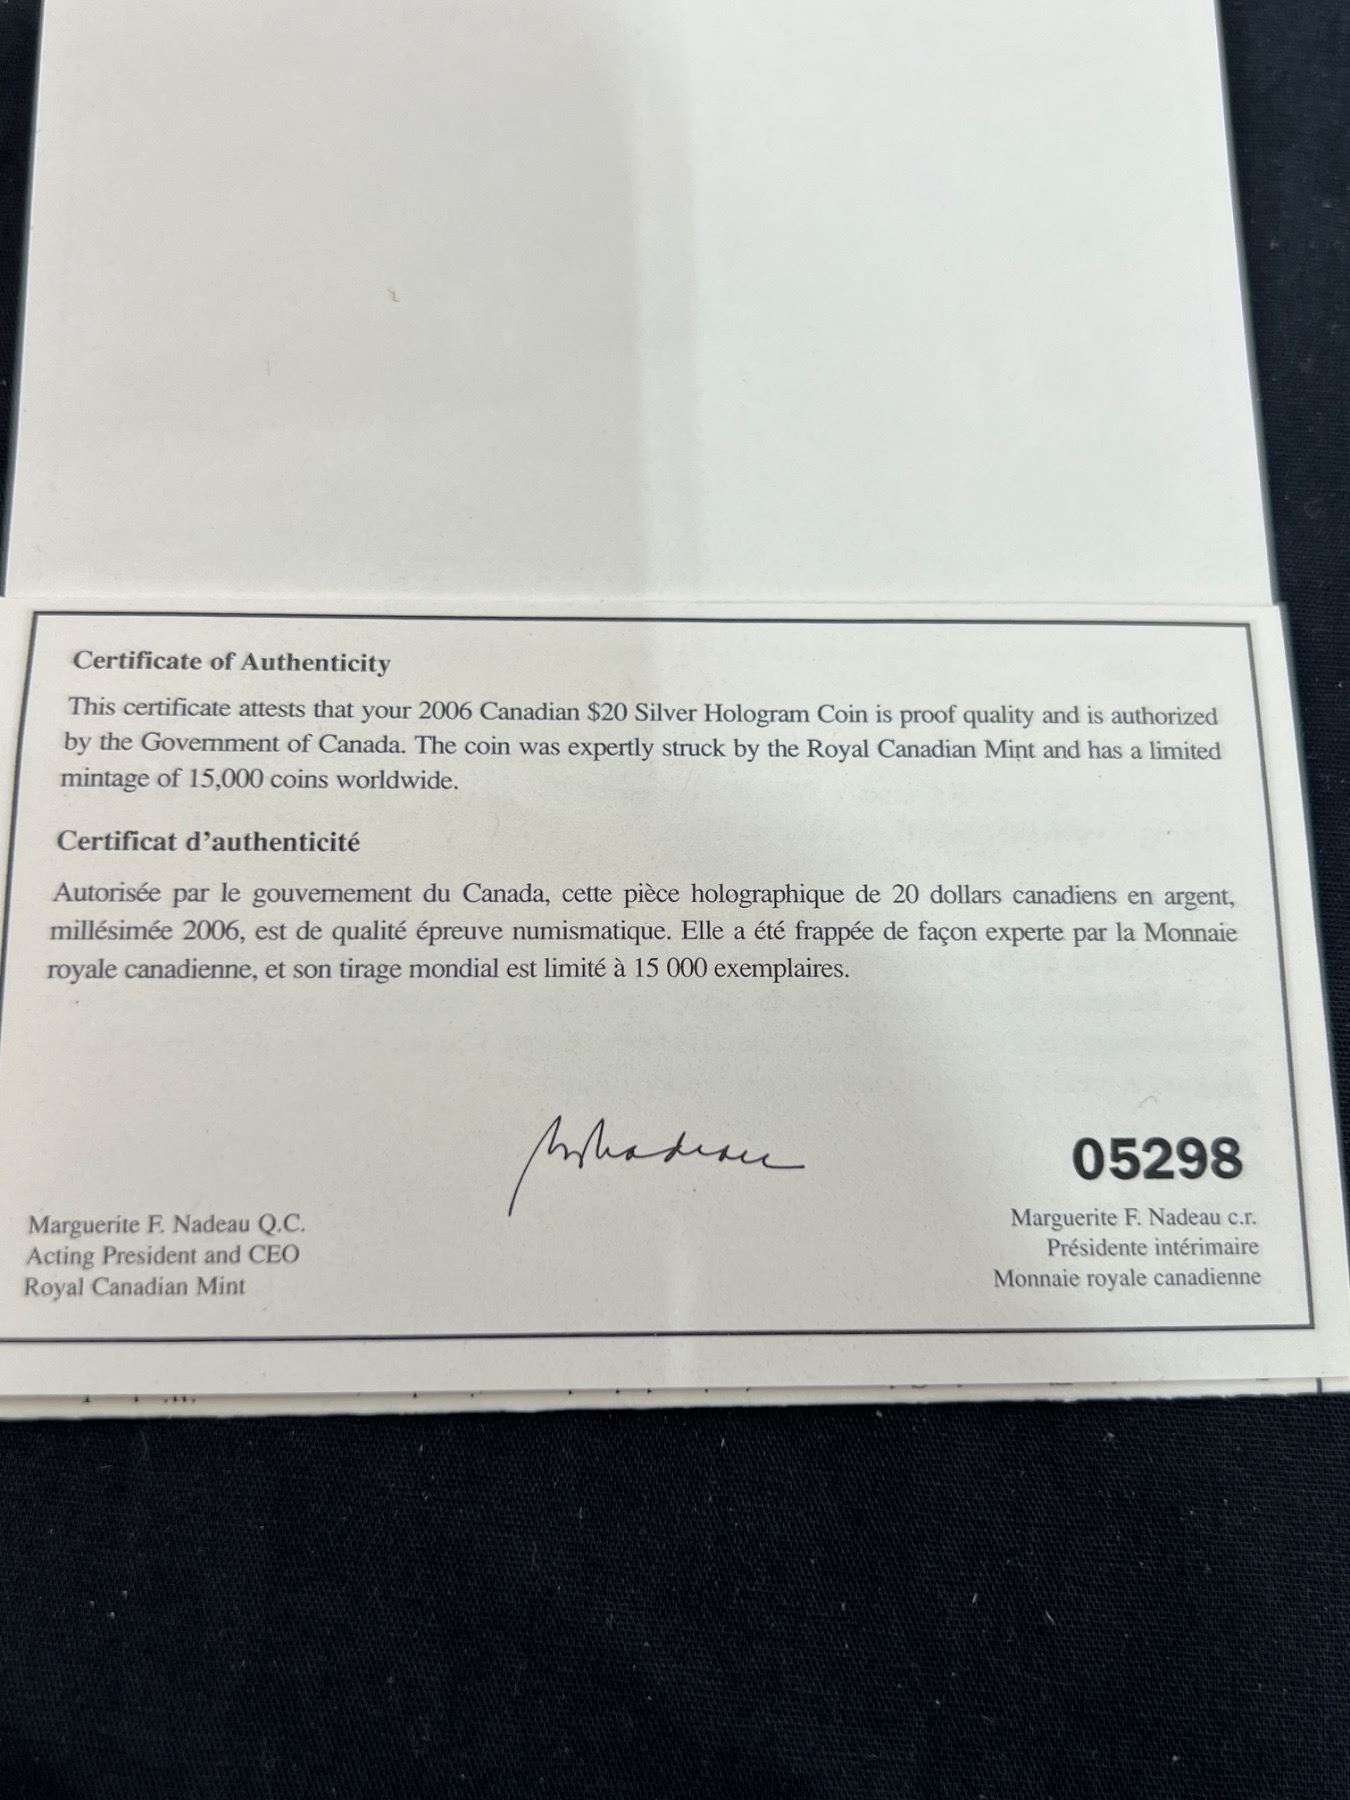 Certificate of Authenticity
This certificate attests that your 2006 Canadian $20 Silver Hologram Coin is proof quality and is authorized
by the Government of Canada. The coin was expertly struck by the Royal Canadian Mint and has a limited
mintage of 15,000 coins worldwide.
Certificat d'authenticité
Autorisée par le gouvernement du Canada, cette pièce holographique de 20 dollars canadiens en argent,
millésimée 2006, est de qualité épreuve numismatique. Elle a été frappée de façon experte par la Monnaie
royale canadienne, et son tirage mondial est limité à 15 000 exemplaires.
05298
Marguerite F. Nadeau Q.C.
Acting President and CEO
Royal Canadian Mint
Marguerite F. Nadeau c.r.
Présidente intérimaire
Monnaie royale canadienne